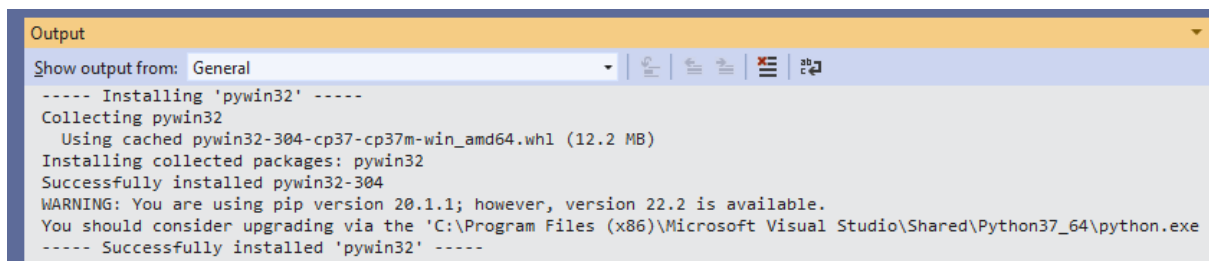 Output
Show output from: General
----- Installing 'pywin32' -----
Collecting pywin32
Using cached pywin32-304-cp37-cp37m-win_amd64.whl (12.2 MB)
Installing collected packages: pywin32
Successfully installed pywin32-304
WARNING: You are using pip version 20.1.1; however, version 22.2 is available.
You should consider upgrading via the 'C:\Program Files (x86)\Microsoft Visual Studio\Shared\Python37_64\python.exe
----- Successfully installed 'pywin32' -----